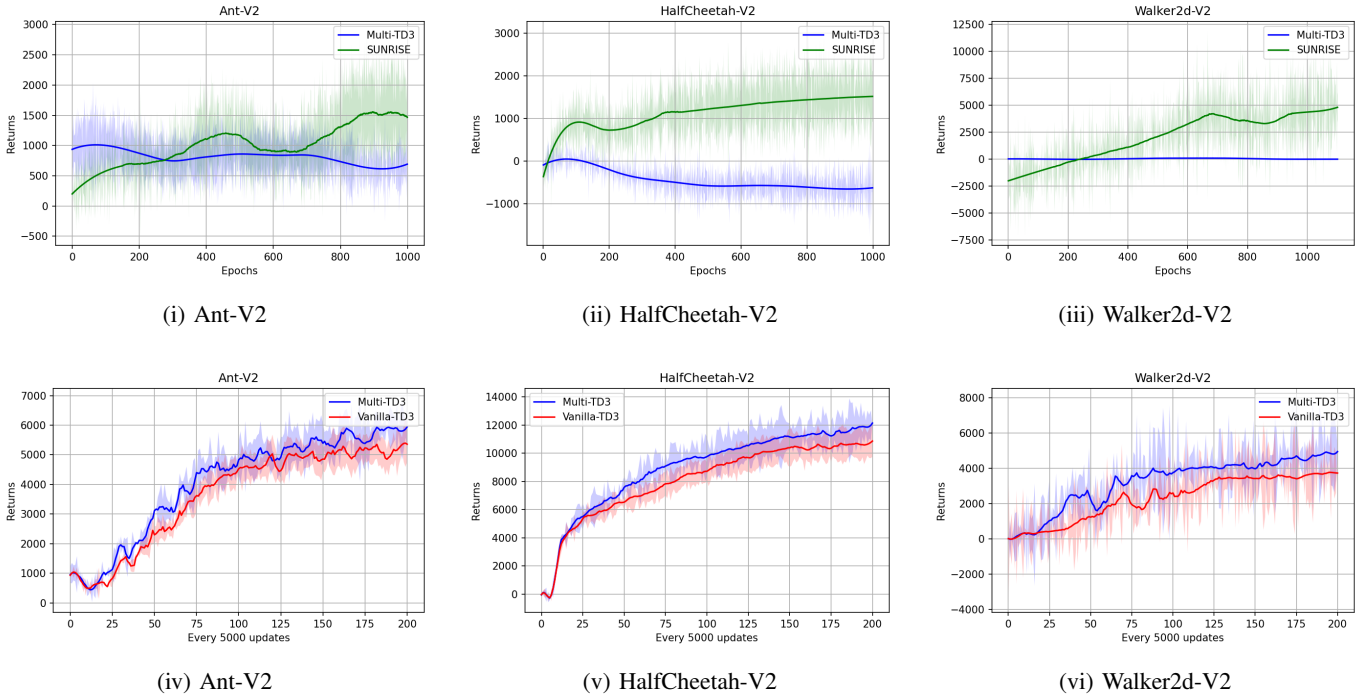 Ant-V2
3000
2500
2000
1500
1000
500
0
−500
Returns
0 200 400 600 800 1000
Epochs
Multi-TD3
SUNRISE
(i) Ant-V2
HalfCheetah-V2
3000
2000
1000
0
−1000
Returns
0 200 400 600 800 1000
Epochs
Multi-TD3
SUNRISE
(ii) HalfCheetah-V2
Walker2d-V2
12500
10000
7500
5000
2500
0
−2500
−5000
−7500
Returns
0 200 400 600 800 1000
Epochs
Multi-TD3
SUNRISE
(iii) Walker2d-V2
Ant-V2
7000
6000
5000
4000
3000
2000
1000
0
Returns
0 25 50 75 100 125 150 175 200
Every 5000 updates
Multi-TD3
Vanilla-TD3
(iv) Ant-V2
HalfCheetah-V2
14000
12000
10000
8000
6000
4000
2000
0
Returns
0 25 50 75 100 125 150 175 200
Every 5000 updates
Multi-TD3
Vanilla-TD3
(v) HalfCheetah-V2
Walker2d-V2
8000
6000
4000
2000
0
−2000
−4000
Returns
0 25 50 75 100 125 150 175 200
Every 5000 updates
Multi-TD3
Vanilla-TD3
(vi) Walker2d-V2